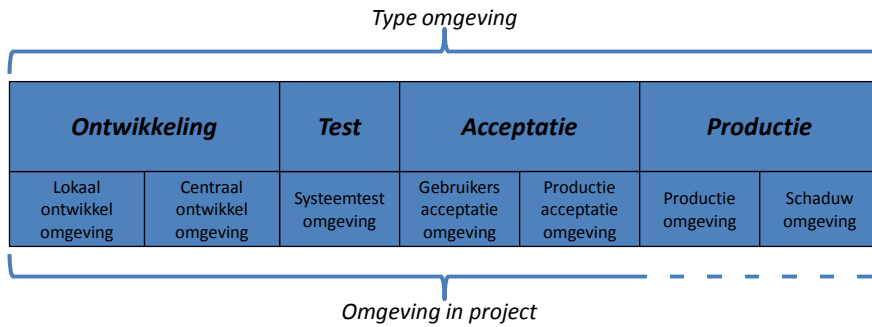 Type omgeving
Ontwikkeling
Test
Acceptatie
Productie
Lokaal
ontwikkel
omgeving
Centraal
ontwikkel
omgeving
Systeemtest
omgeving
Gebruikers
acceptatie
omgeving
Productie
acceptatie
omgeving
Productie
omgeving
Schaduw
omgeving
Omgeving in project